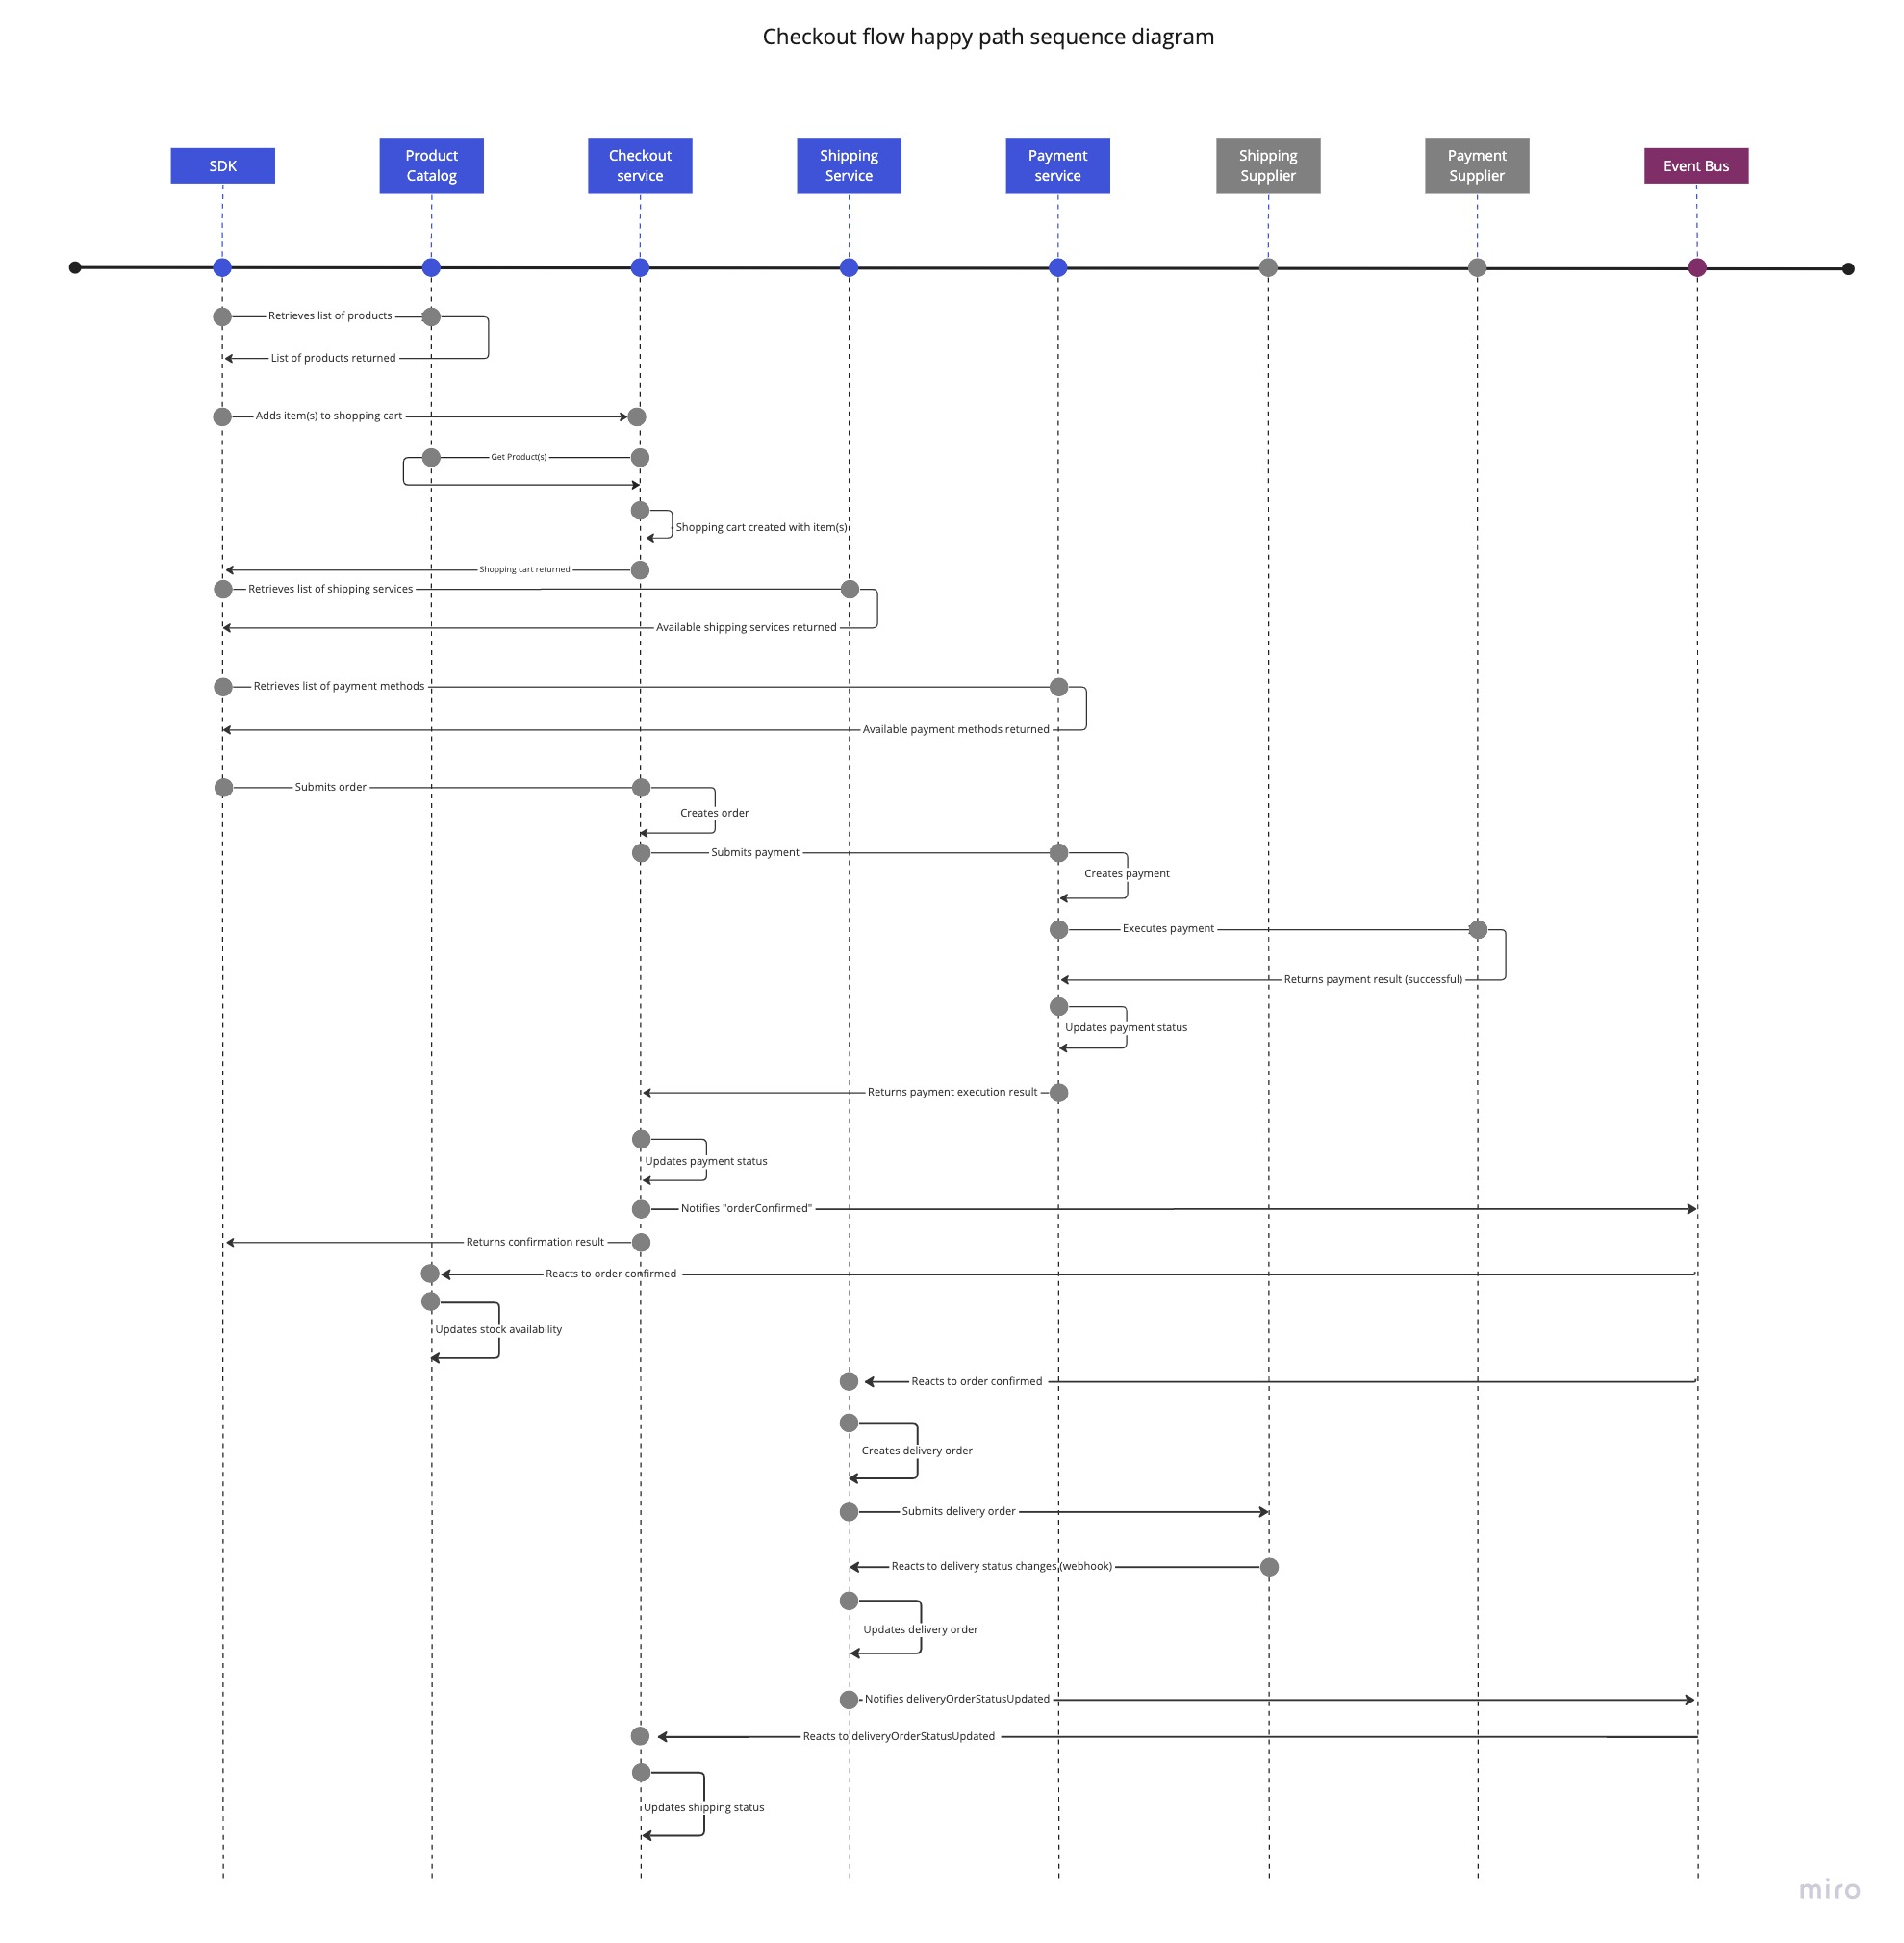 Checkout flow happy path sequence diagram
SDK
Product
Catalog
Checkout
service
Shipping
Service
Payment
service
Shipping
Supplier
Payment
Supplier
Event Bus
Retrieves list of products
List of products returned
Adds item(s) to shopping cart
Get Product(s)
Shopping cart created with item(s)
Shopping cart returned
Retrieves list of shipping services
Available shipping services returned
Retrieves list of payment methods
Available payment methods returned
Submits order
Creates order
Submits payment
Creates payment
Executes payment
Returns payment result (successful)
Updates payment status
Returns payment execution result
Updates payment status
Notifies "orderConfirmed"
Returns confirmation result
Reacts to order confirmed
Updates stock availability
Reacts to order confirmed
Creates delivery order
Submits delivery order
Reacts to delivery status changes (webhook)
Updates delivery order
Notifies deliveryOrderStatusUpdated
Reacts to deliveryOrderStatusUpdated
Updates shipping status
miro